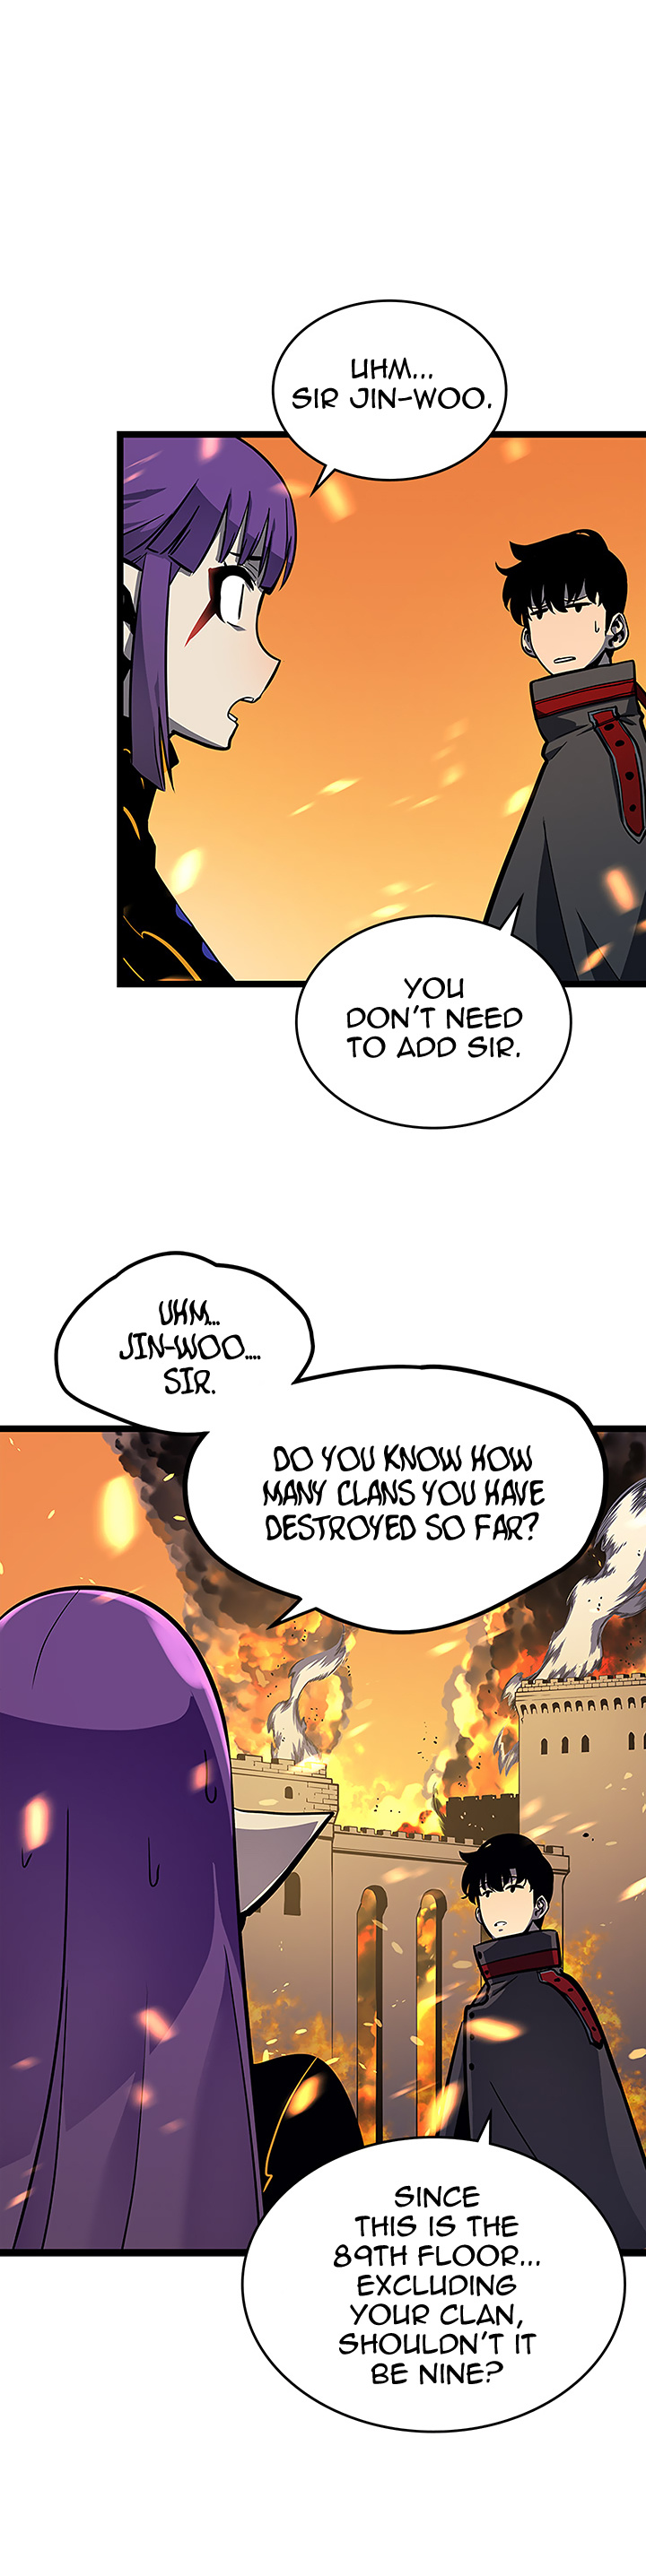 UHM...
SIR JIN-WOO.
YOU
DON'T NEED
TO ADD SIR.
UHM...
JIN-WOO....
SIR.
DO YOU KNOW HOW
MANY CLANS YOU HAVE
DESTROYED SO FAR?
SINCE
THIS IS THE
89TH FLOOR...
EXCLUDING
YOUR CLAN,
SHOULDN'T IT
BE NINE?